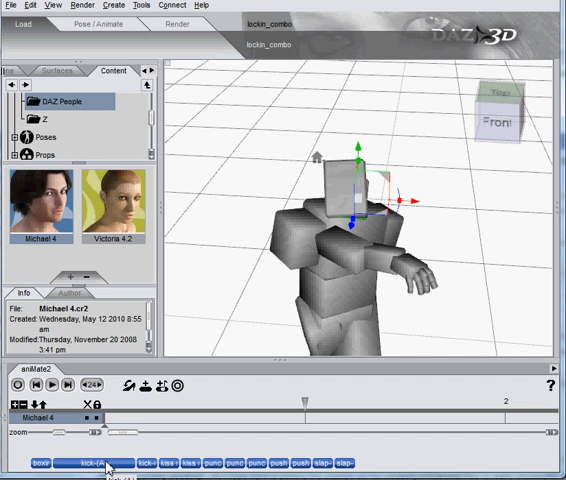 File Edit View Render Create Tools Connect Help
Load Pose / Animate Render
lockin_combo
lockin_combo
DAZ 3D
Surfaces Content
DAZ People
Z
Poses
Props
Top
Front
Michael 4 Victoria 4.2
Info Author
File: Michael 4.cr2
Created: Wednesday, May 12 2010 8:55
am
Modified: Thursday, November 20 2008
3:41 pm
aniMate2
24
?
2
Michael 4
zoom
boxi kick-(A kick-( kiss kiss punc punc punc push push slap- slap-